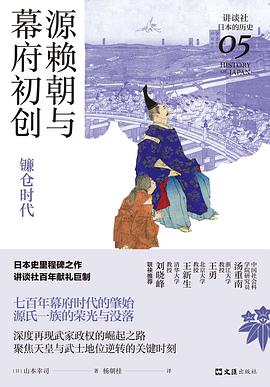 源赖朝与
幕府初创
镰仓时代
讲谈社
日本的历史
05
HISTORY
OF JAPAN
中国社会科学院研究员
汤重南
浙江大学教授
王勇
北京大学教授
王新生
清华大学教授
刘晓峰
联袂推荐
日本史里程碑之作
讲谈社百年献礼巨制
七百年幕府时代的肇始
源氏一族的荣光与没落
深度再现武家政权的崛起之路
聚焦天皇与武士地位逆转的关键时刻
〔日〕山本幸司 著 杨朝桂 译
文匯